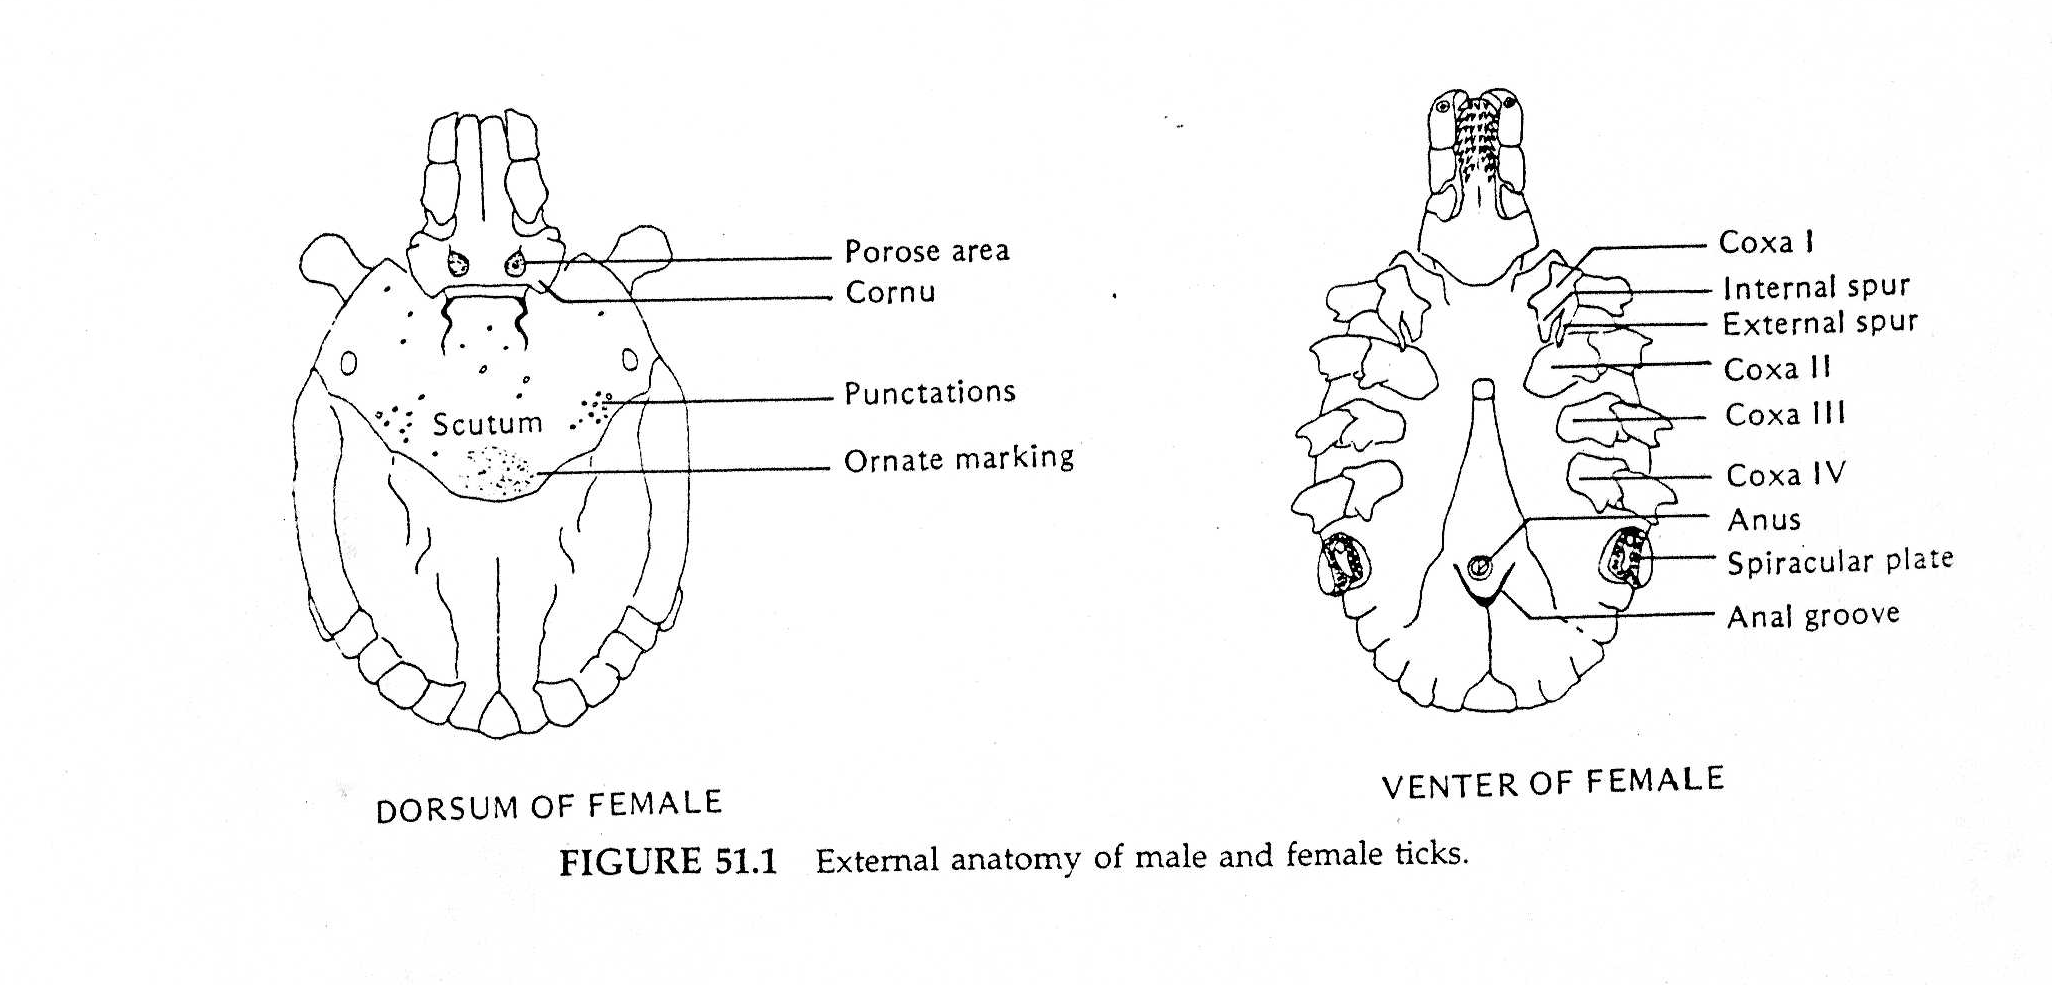 Porose area
Cornu
Punctations
Scutum
Ornate marking
DORSUM OF FEMALE
Coxa I
Internal spur
External spur
Coxa II
Coxa III
Coxa IV
Anus
Spiracular plate
Anal groove
VENTER OF FEMALE
FIGURE 51.1 External anatomy of male and female ticks.